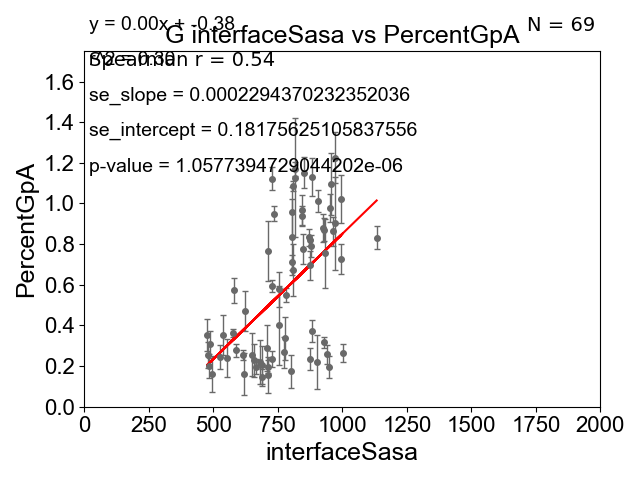 y = 0.00x + -0.38
N = 69
G interfaceSasa vs PercentGpA
Spearman r = 0.54
se_slope = 0.0002294370232352036
se_intercept = 0.18175625105837556
p-value = 1.0577394729044202e-06
PercentGpA
1.6
1.4
1.2
1.0
0.8
0.6
0.4
0.2
0.0
0 250 500 750 1000 1250 1500 1750 2000
interfaceSasa